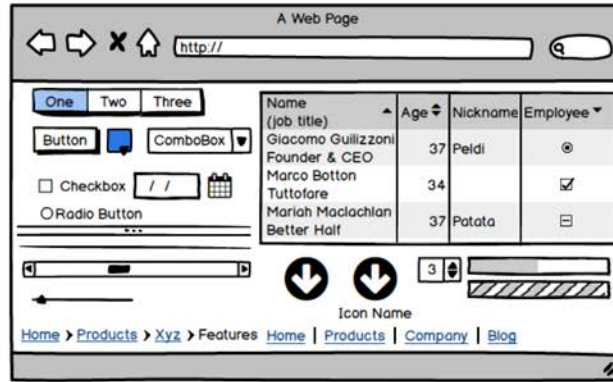 A Web Page
http://
One Two Three
Button ComboBox
Checkbox / /
Radio Button
Name (job title) Age Nickname Employee
Giacomo Guilizzoni
Founder & CEO 37 Peldi
Marco Botton
Tuttofare 34
Mariah Maclachlan
Better Half 37 Patata
3
Icon Name
Home Products Xyz Features
Home | Products | Company | Blog